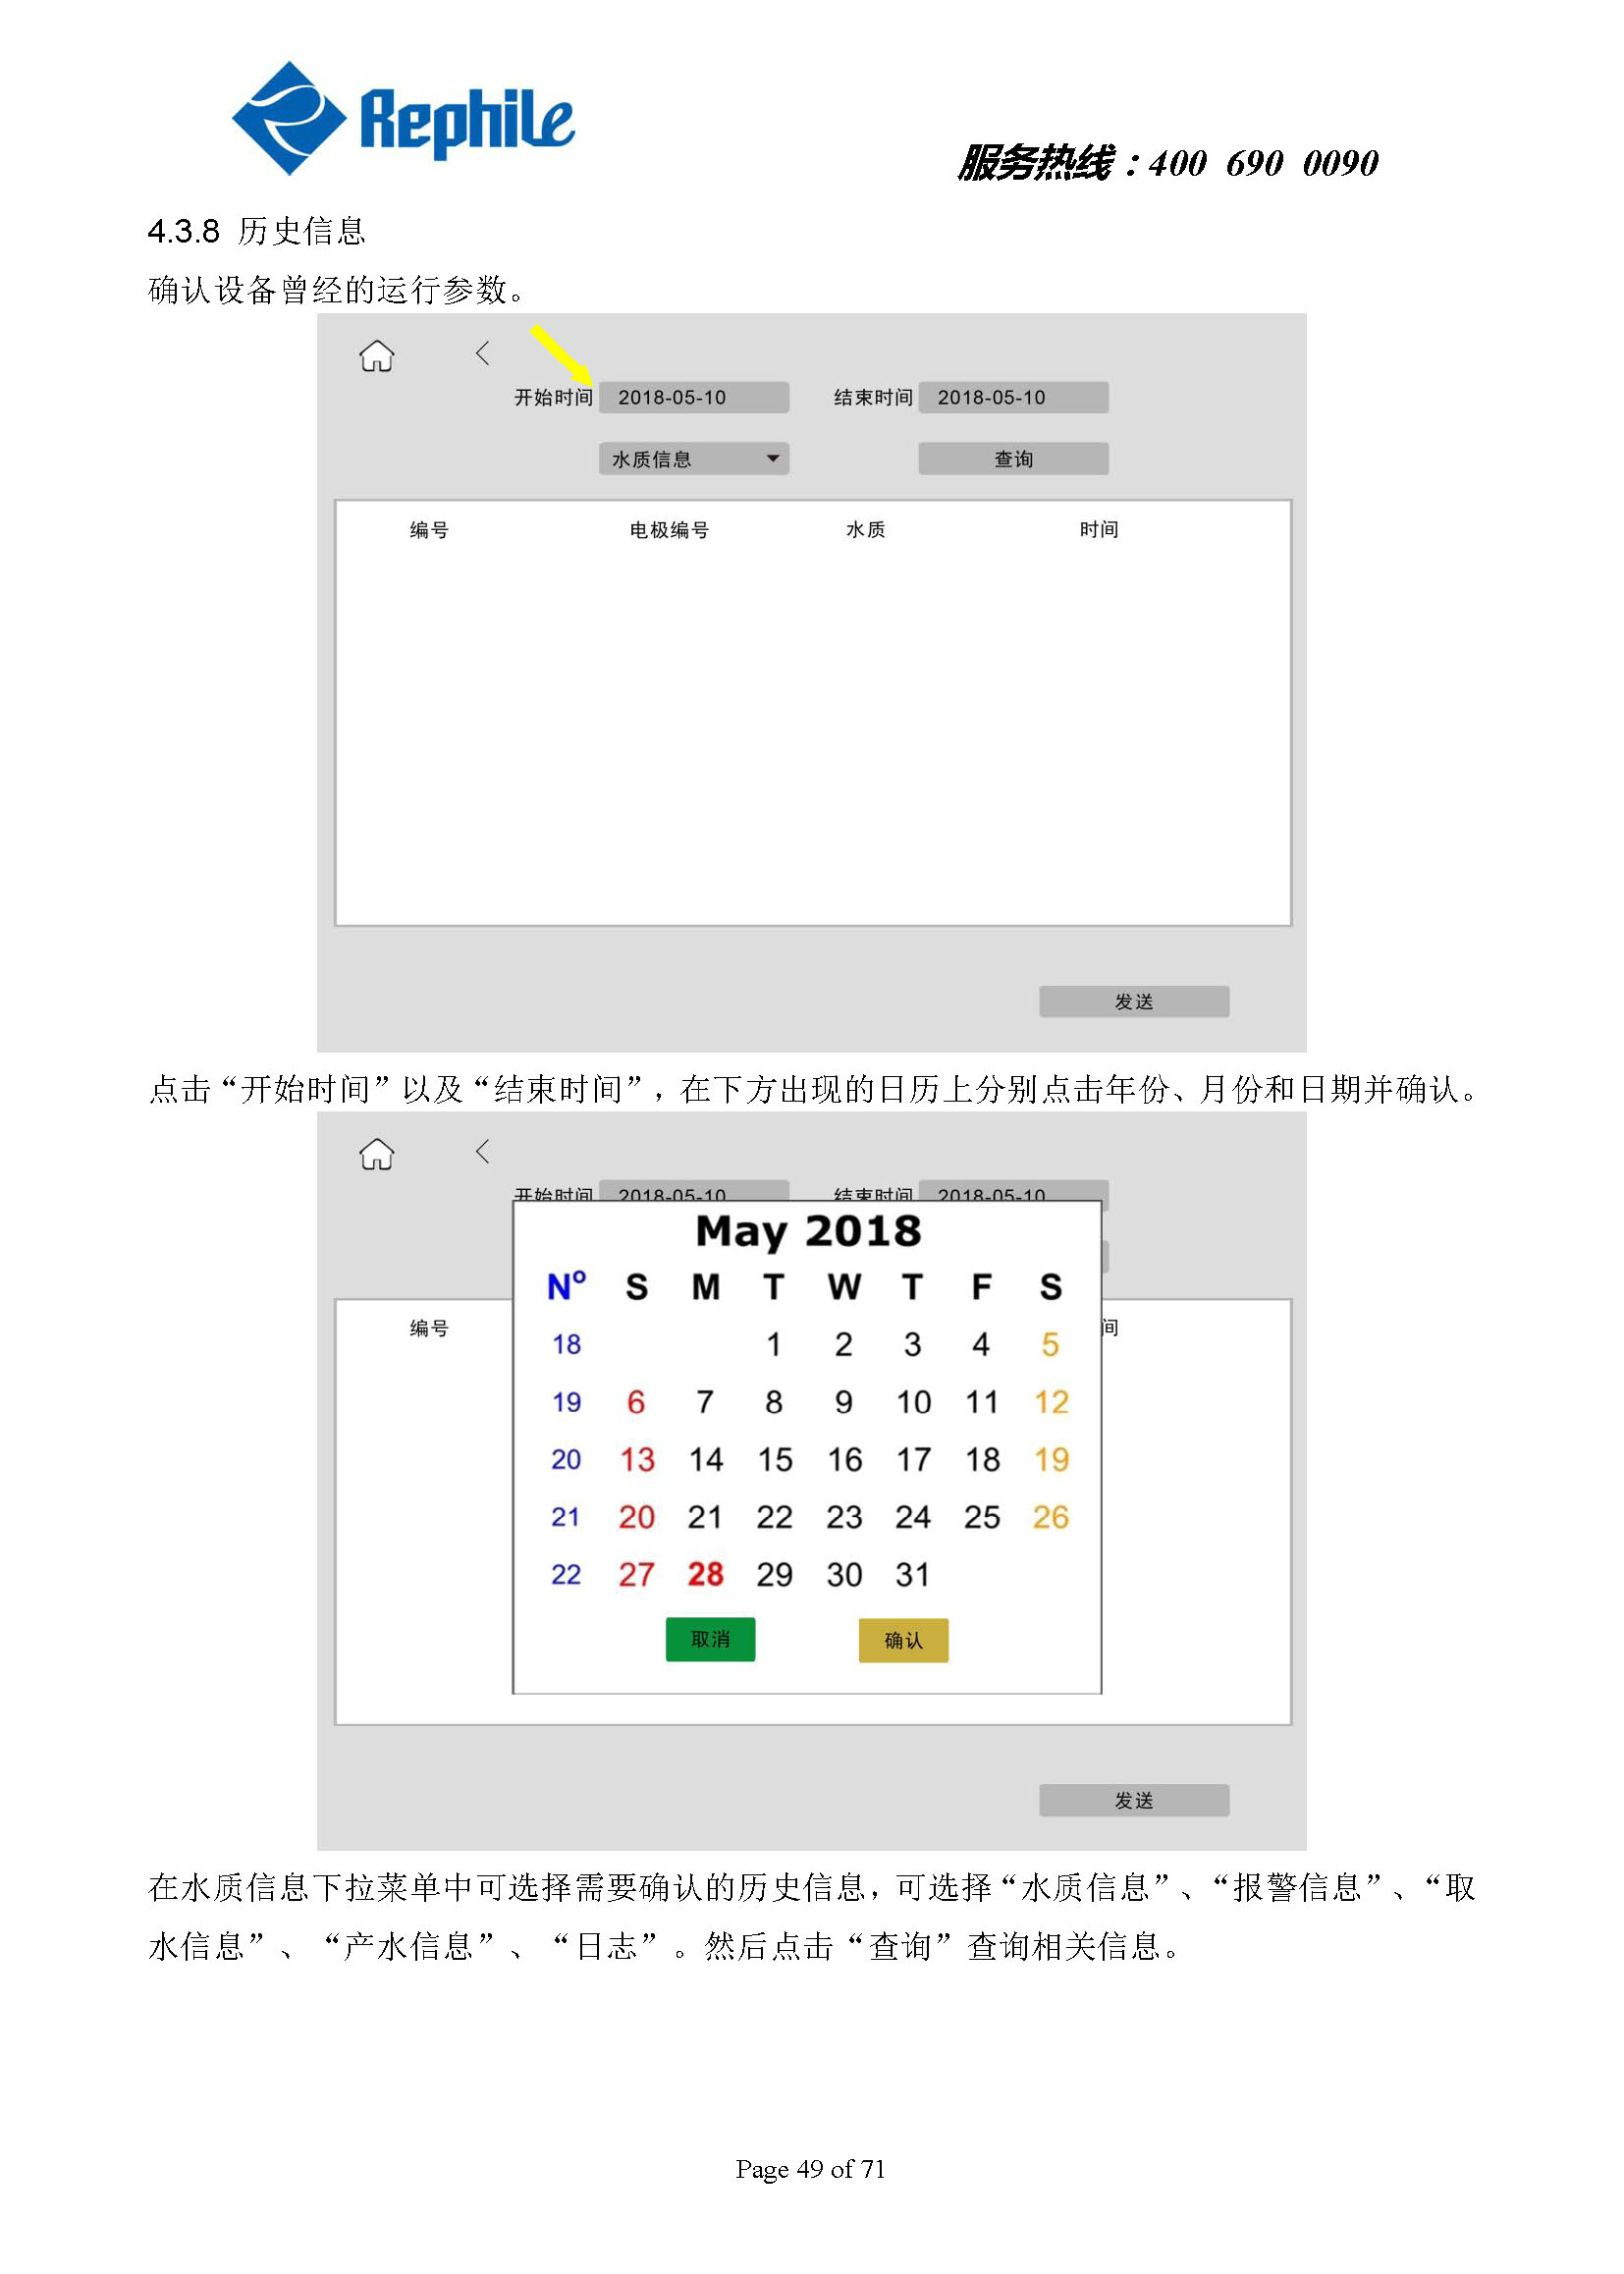 Rephile
服务热线：400 690 0090
4.3.8 历史信息
确认设备曾经的运行参数。
开始时间 2018-05-10 结束时间 2018-05-10
水质信息 查询
编号 电极编号 水质 时间
发送
点击“开始时间”以及“结束时间”，在下方出现的日历上分别点击年份、月份和日期并确认。
开始时间 2018-05-10 结束时间 2018-05-10
May 2018
Nº S M T W T F S
编号 间
18 1 2 3 4 5
19 6 7 8 9 10 11 12
20 13 14 15 16 17 18 19
21 20 21 22 23 24 25 26
22 27 28 29 30 31
取消 确认
发送
在水质信息下拉菜单中可选择需要确认的历史信息，可选择“水质信息”、“报警信息”、“取
水信息”、“产水信息”、“日志”。然后点击“查询”查询相关信息。
Page 49 of 71